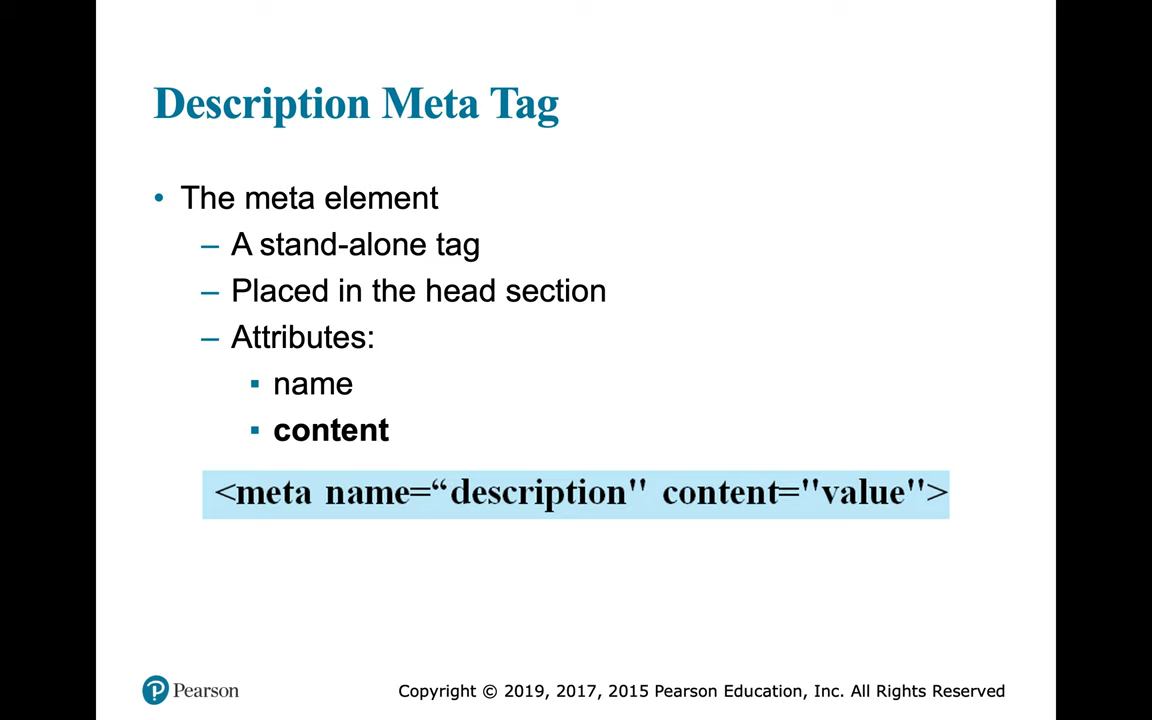 Description Meta Tag
• The meta element
– A stand-alone tag
– Placed in the head section
– Attributes:
▪ name
▪ content
<meta name=“description" content="value">
Pearson
Copyright © 2019, 2017, 2015 Pearson Education, Inc. All Rights Reserved